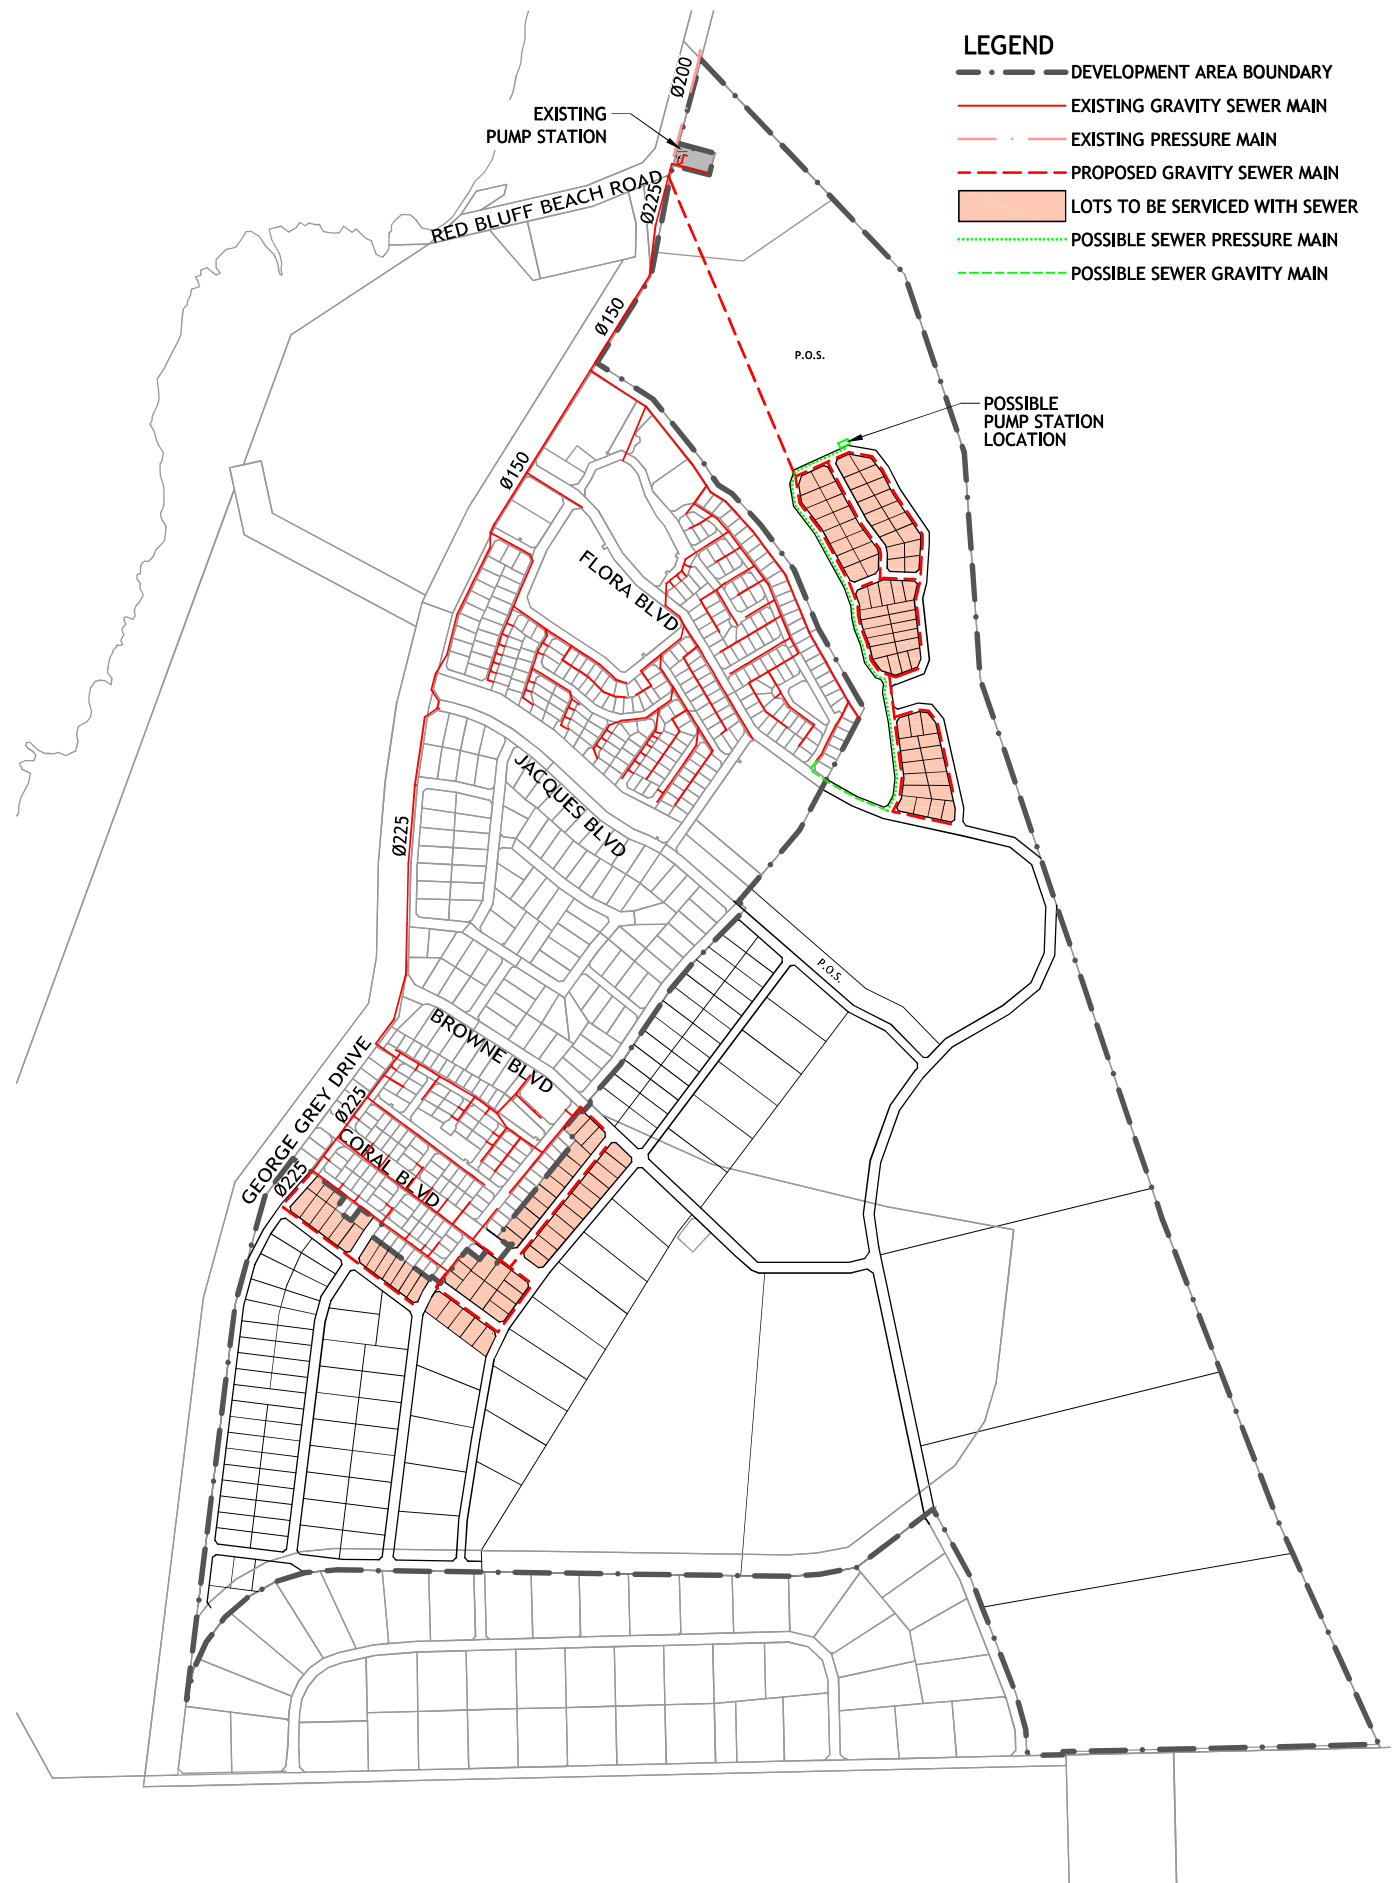 LEGEND
DEVELOPMENT AREA BOUNDARY
EXISTING GRAVITY SEWER MAIN
EXISTING PRESSURE MAIN
PROPOSED GRAVITY SEWER MAIN
LOTS TO BE SERVICED WITH SEWER
POSSIBLE SEWER PRESSURE MAIN
POSSIBLE SEWER GRAVITY MAIN
Ø200
EXISTING
PUMP STATION
RED BLUFF BEACH ROAD
Ø225
Ø150
P.O.S.
POSSIBLE
PUMP STATION
LOCATION
Ø150
FLORA BLVD
JACQUES BLVD
Ø225
P.O.S.
BROWNE BLVD
GEORGE GREY DRIVE
Ø225
CORAL BLVD
Ø225